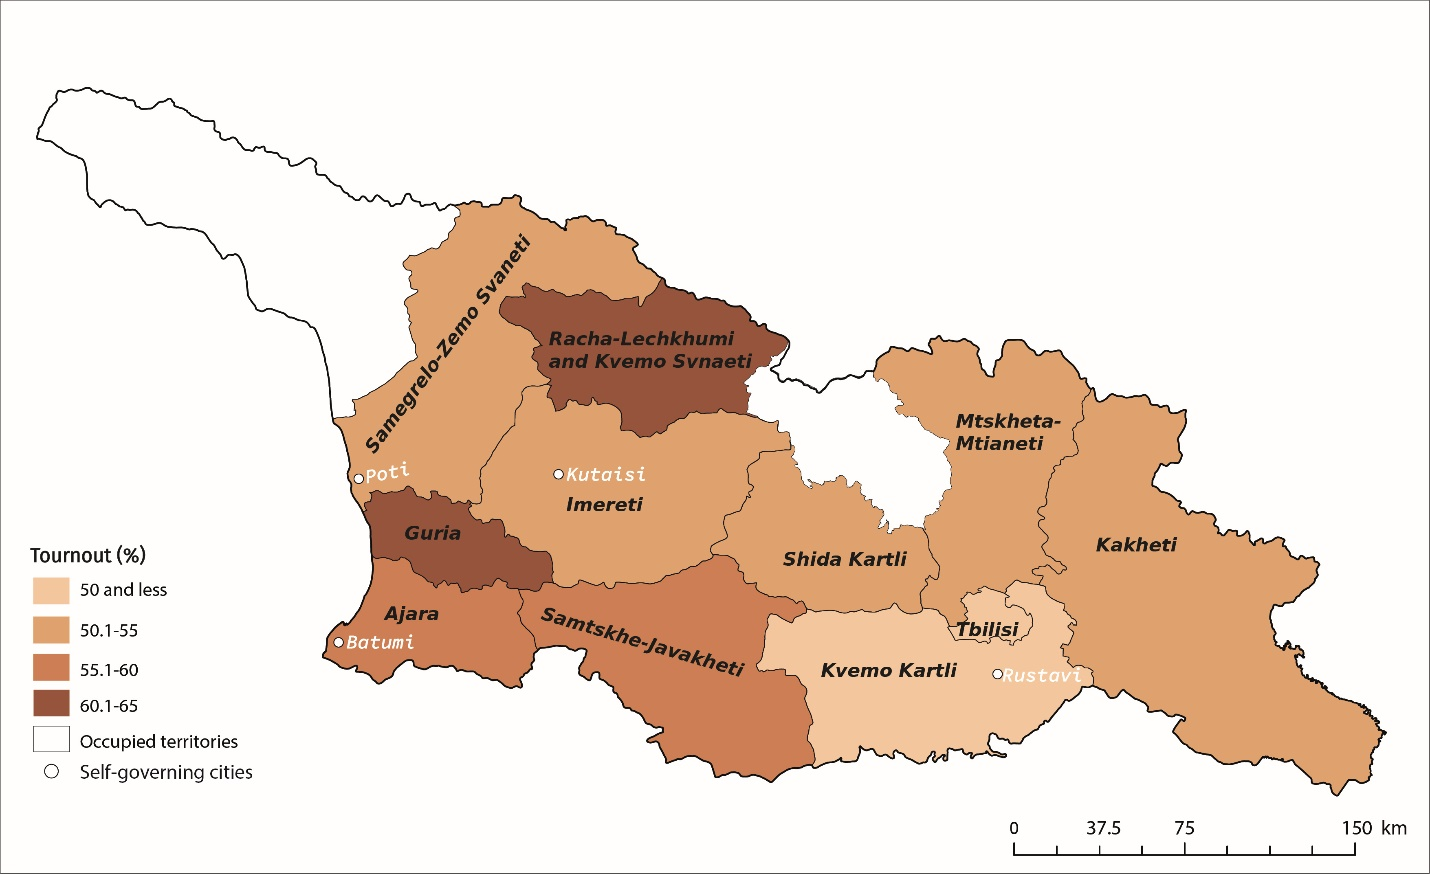 Samegrelo-Zemo Svaneti
Racha-Lechkhumi
and Kvemo Svnaeti
Mtskheta-
Mtianeti
Poti
Kutaisi
Imereti
Guria
Shida Kartli
Kakheti
Ajara
Batumi
Samtskhe-Javakheti
Tbilisi
Kvemo Kartli
Rustavi
Tournout (%)
50 and less
50.1-55
55.1-60
60.1-65
Occupied territories
Self-governing cities
0 37.5 75 150 km